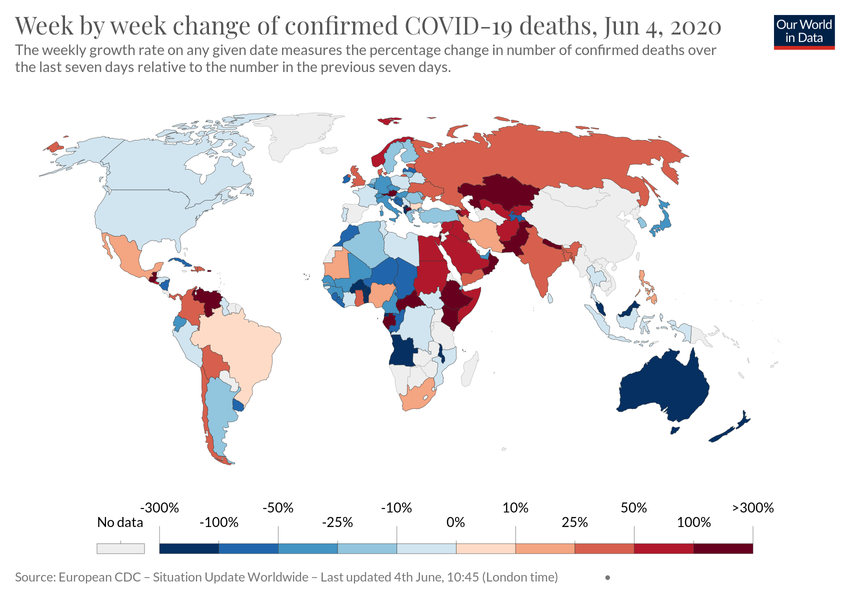 Week by week change of confirmed COVID-19 deaths, Jun 4, 2020
Our World
in Data
The weekly growth rate on any given date measures the percentage change in number of confirmed deaths over
the last seven days relative to the number in the previous seven days.
-300% -50% -10% 10% 50% >300%
No data -100% -25% 0% 25% 100%
Source: European CDC – Situation Update Worldwide – Last updated 4th June, 10:45 (London time)